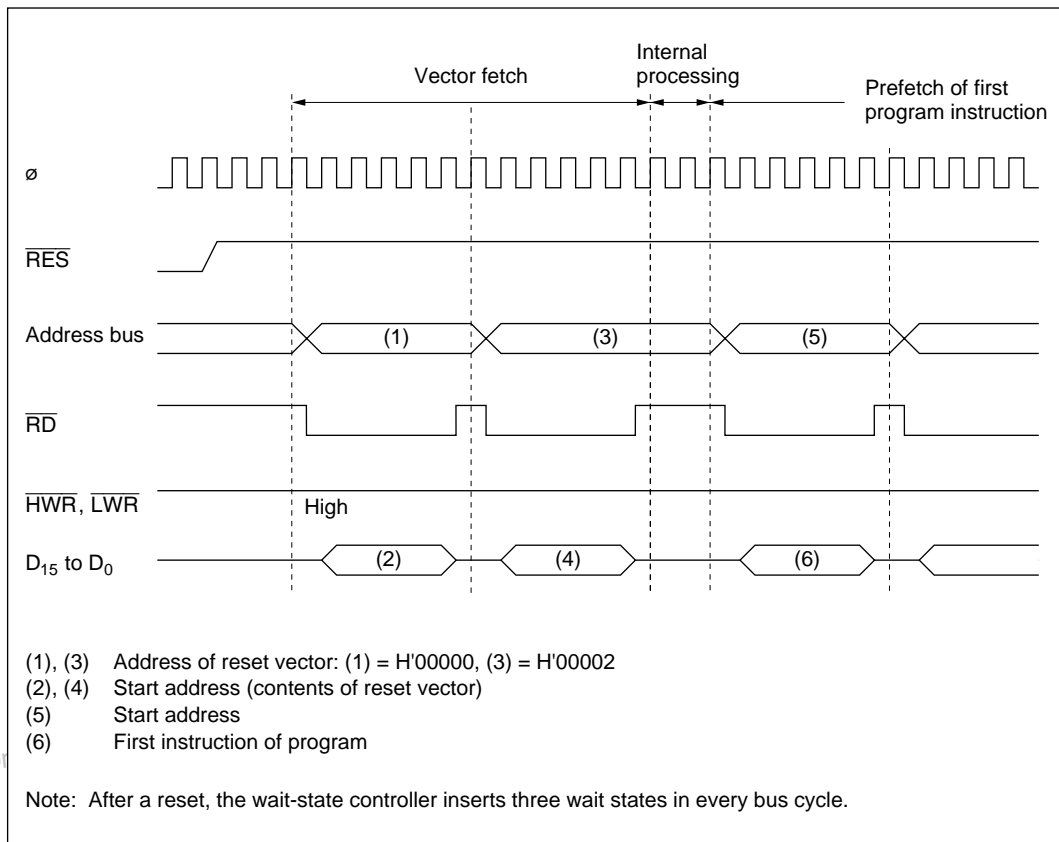 Internal
processing
Vector fetch
Prefetch of first
program instruction
ø
RES
Address bus
(1)
(3)
(5)
RD
HWR, LWR
High
D15 to D0
(2)
(4)
(6)
(1), (3) Address of reset vector: (1) = H'00000, (3) = H'00002
(2), (4) Start address (contents of reset vector)
(5) Start address
(6) First instruction of program
Note: After a reset, the wait-state controller inserts three wait states in every bus cycle.